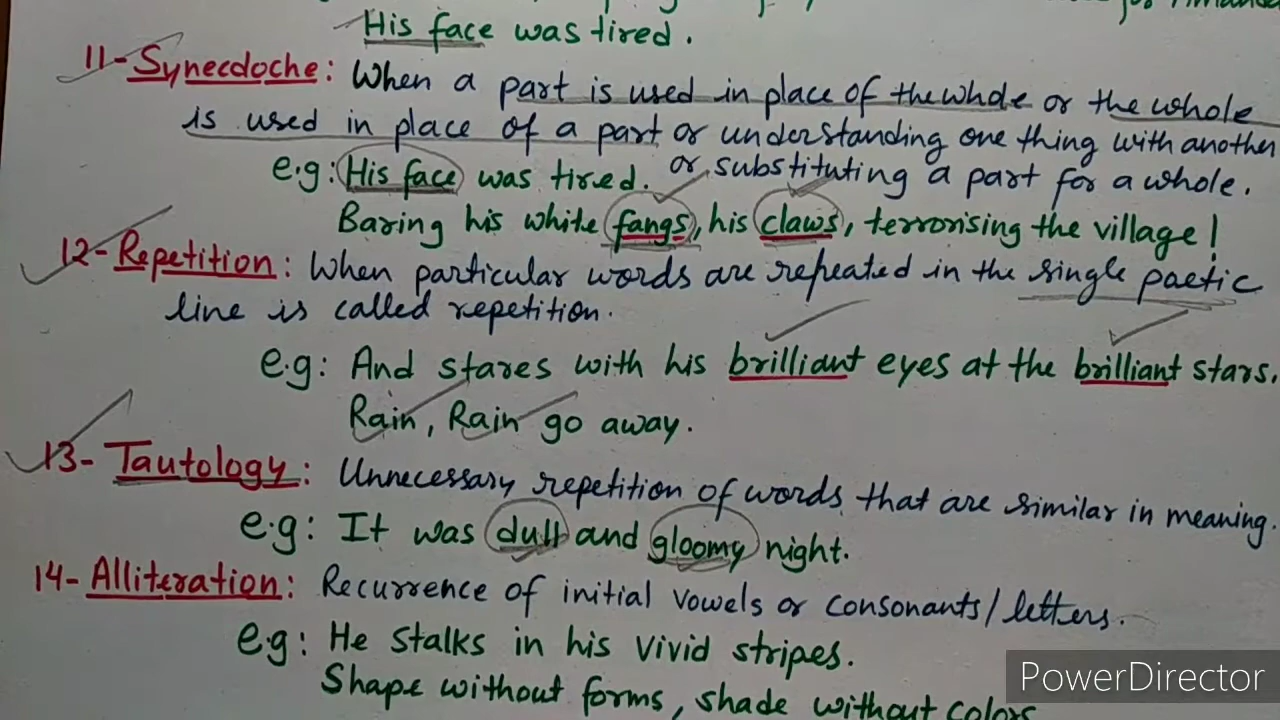 His face was tired.
11- Synecdoche: When a part is used in place of the whole or the whole
is used in place of a part or understanding one thing with another
or substituting a part for a whole.
e.g: His face was tired.
Baring his white fangs, his claws, terrorising the village!
12- Repetition: When particular words are repeated in the single paetic
line is called repetition.
e.g: And stares with his brilliant eyes at the brilliant stars.
Rain, Rain go away.
13- Tautology: Unnecessary repetition of words that are similar in meaning.
e.g: It was dull and gloomy night.
14- Alliteration: Recurrence of initial vowels or consonants/letters.
e.g: He stalks in his vivid stripes.
Shape without forms, shade without colors
PowerDirector